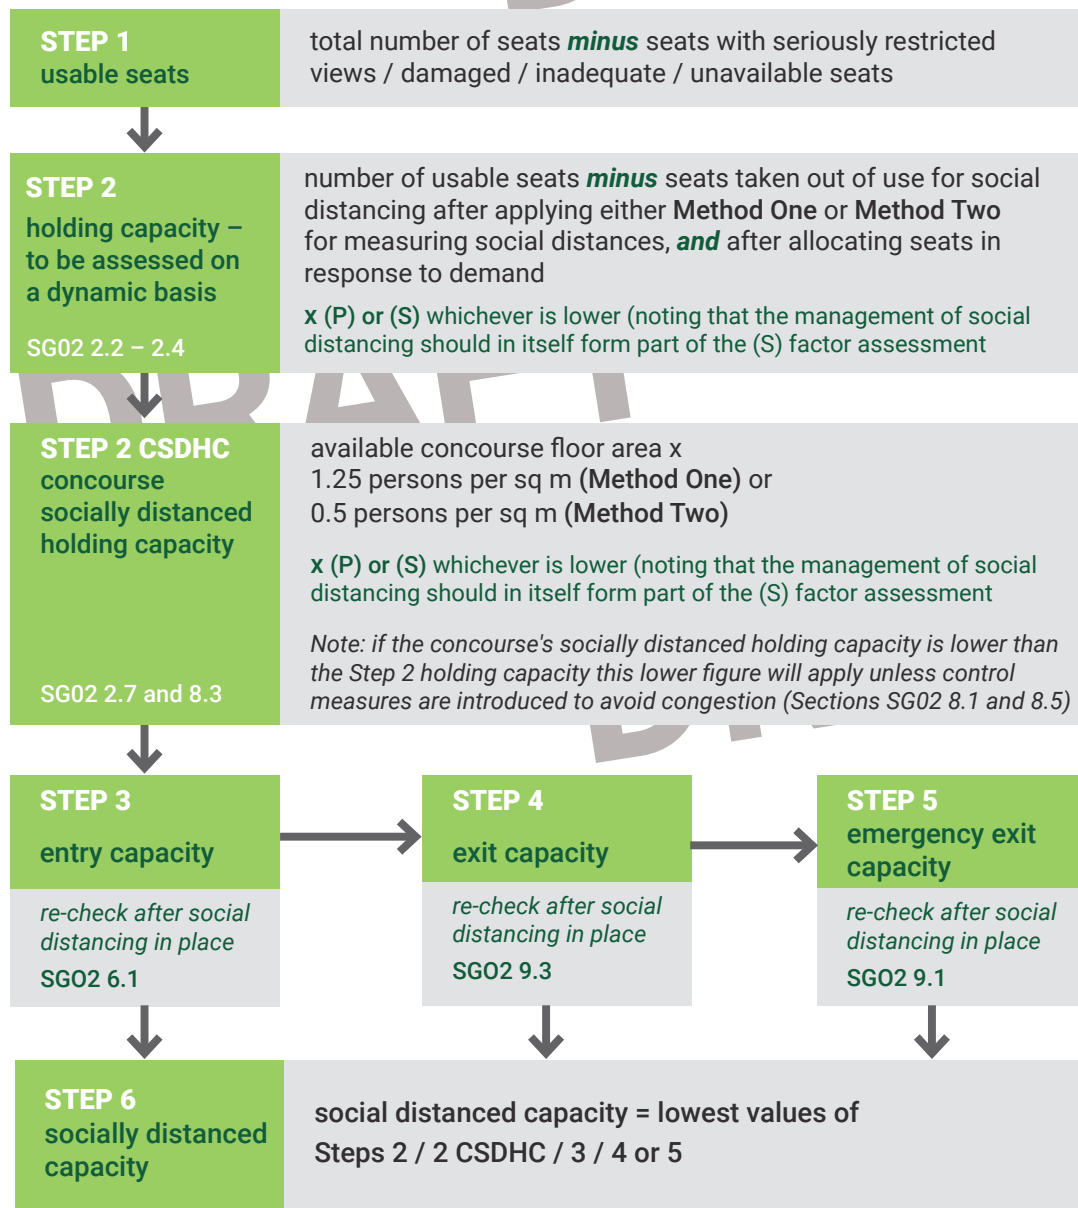 STEP 1
usable seats
total number of seats minus seats with seriously restricted
views / damaged / inadequate / unavailable seats
STEP 2
holding capacity –
to be assessed on
a dynamic basis
SG02 2.2 – 2.4
number of usable seats minus seats taken out of use for social
distancing after applying either Method One or Method Two
for measuring social distances, and after allocating seats in
response to demand
x (P) or (S) whichever is lower (noting that the management of social
distancing should in itself form part of the (S) factor assessment
DRAFT
STEP 2 CSDHC
concourse
socially distanced
holding capacity
SG02 2.7 and 8.3
available concourse floor area x
1.25 persons per sq m (Method One) or
0.5 persons per sq m (Method Two)
x (P) or (S) whichever is lower (noting that the management of social
distancing should in itself form part of the (S) factor assessment
Note: if the concourse's socially distanced holding capacity is lower than
the Step 2 holding capacity this lower figure will apply unless control
measures are introduced to avoid congestion (Sections SG02 8.1 and 8.5)
STEP 3
entry capacity
re-check after social
distancing in place
SGO2 6.1
STEP 4
exit capacity
re-check after social
distancing in place
SGO2 9.3
STEP 5
emergency exit
capacity
re-check after social
distancing in place
SGO2 9.1
STEP 6
socially distanced
capacity
social distanced capacity = lowest values of
Steps 2 / 2 CSDHC / 3 / 4 or 5